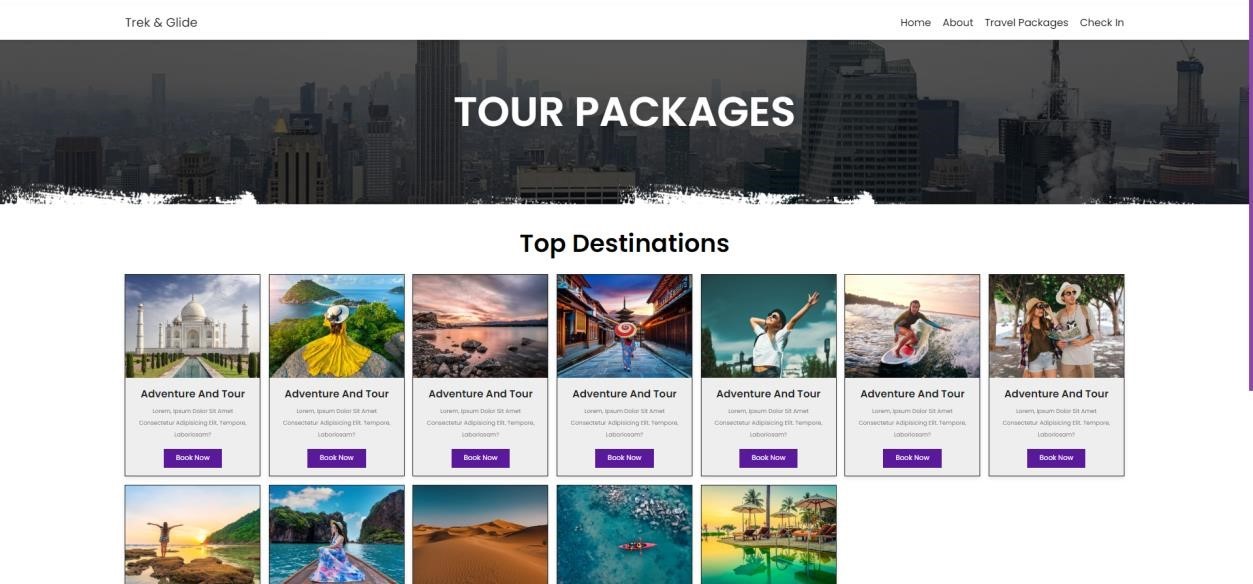 Trek & Glide
Home About Travel Packages Check In
TOUR PACKAGES
Top Destinations
Adventure And Tour
Lorem, Ipsum Dolor Sit Amet
Consectetur Adipisicing Elit. Tempore,
Laboriosam?
Book Now
Adventure And Tour
Lorem, Ipsum Dolor Sit Amet
Consectetur Adipisicing Elit. Tempore,
Laboriosam?
Book Now
Adventure And Tour
Lorem, Ipsum Dolor Sit Amet
Consectetur Adipisicing Elit. Tempore,
Laboriosam?
Book Now
Adventure And Tour
Lorem, Ipsum Dolor Sit Amet
Consectetur Adipisicing Elit. Tempore,
Laboriosam?
Book Now
Adventure And Tour
Lorem, Ipsum Dolor Sit Amet
Consectetur Adipisicing Elit. Tempore,
Laboriosam?
Book Now
Adventure And Tour
Lorem, Ipsum Dolor Sit Amet
Consectetur Adipisicing Elit. Tempore,
Laboriosam?
Book Now
Adventure And Tour
Lorem, Ipsum Dolor Sit Amet
Consectetur Adipisicing Elit. Tempore,
Laboriosam?
Book Now